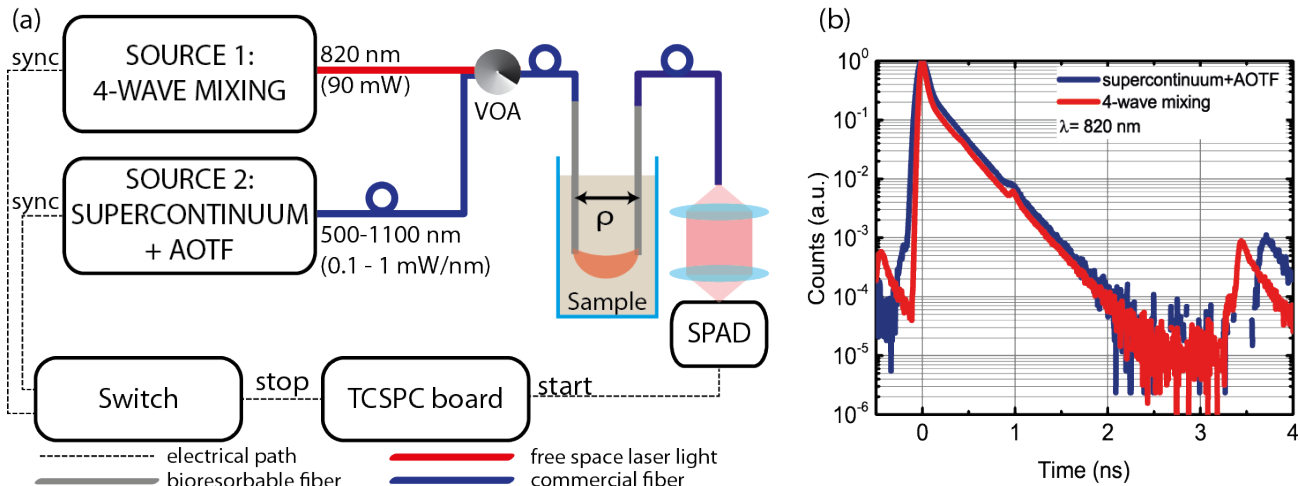 (a)
sync
SOURCE 1:
4-WAVE MIXING
820 nm
(90 mW)
VOA
sync
SOURCE 2:
SUPERCONTINUUM
+ AOTF
500-1100 nm
(0.1 - 1 mW/nm)
ρ
Sample
SPAD
Switch
stop
TCSPC board
start
electrical path
free space laser light
bioresorbable fiber
commercial fiber
(b)
supercontinuum+AOTF
4-wave mixing
λ= 820 nm
Counts (a.u.)
10⁰
10⁻¹
10⁻²
10⁻³
10⁻⁴
10⁻⁵
10⁻⁶
0 1 2 3 4
Time (ns)